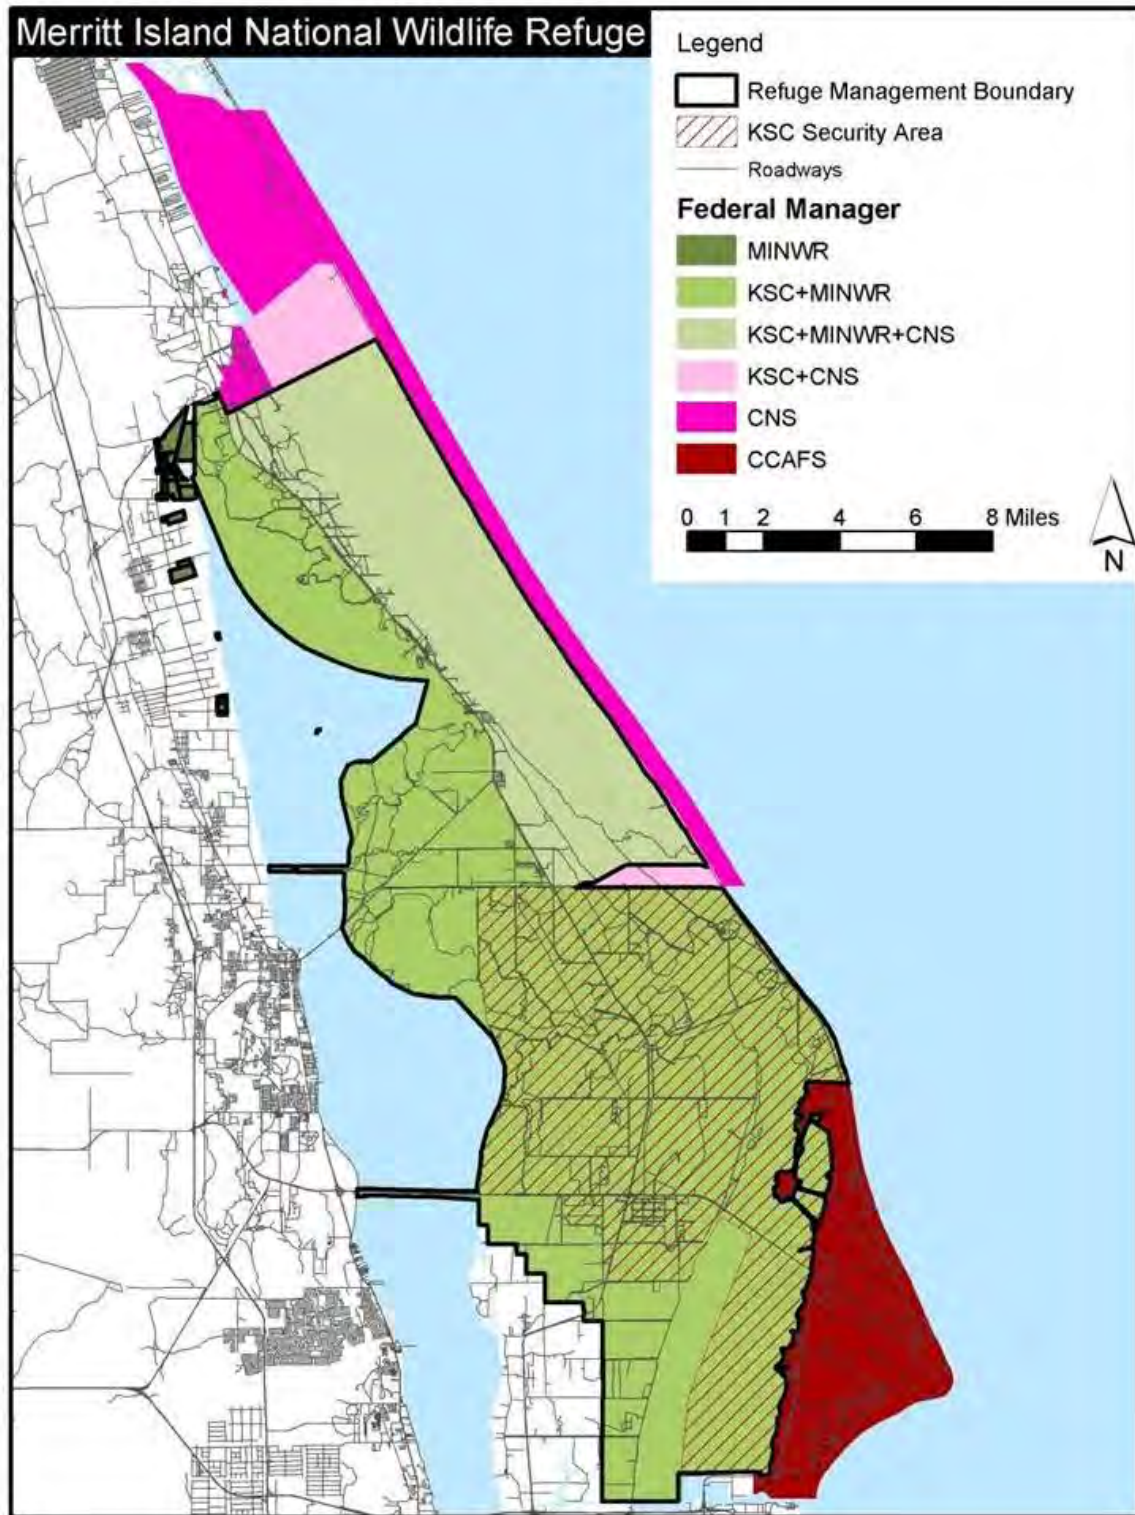 Merritt Island National Wildlife Refuge
Legend
Refuge Management Boundary
KSC Security Area
Roadways
Federal Manager
MINWR
KSC+MINWR
KSC+MINWR+CNS
KSC+CNS
CNS
CCAFS
0 1 2 4 6 8 Miles
N